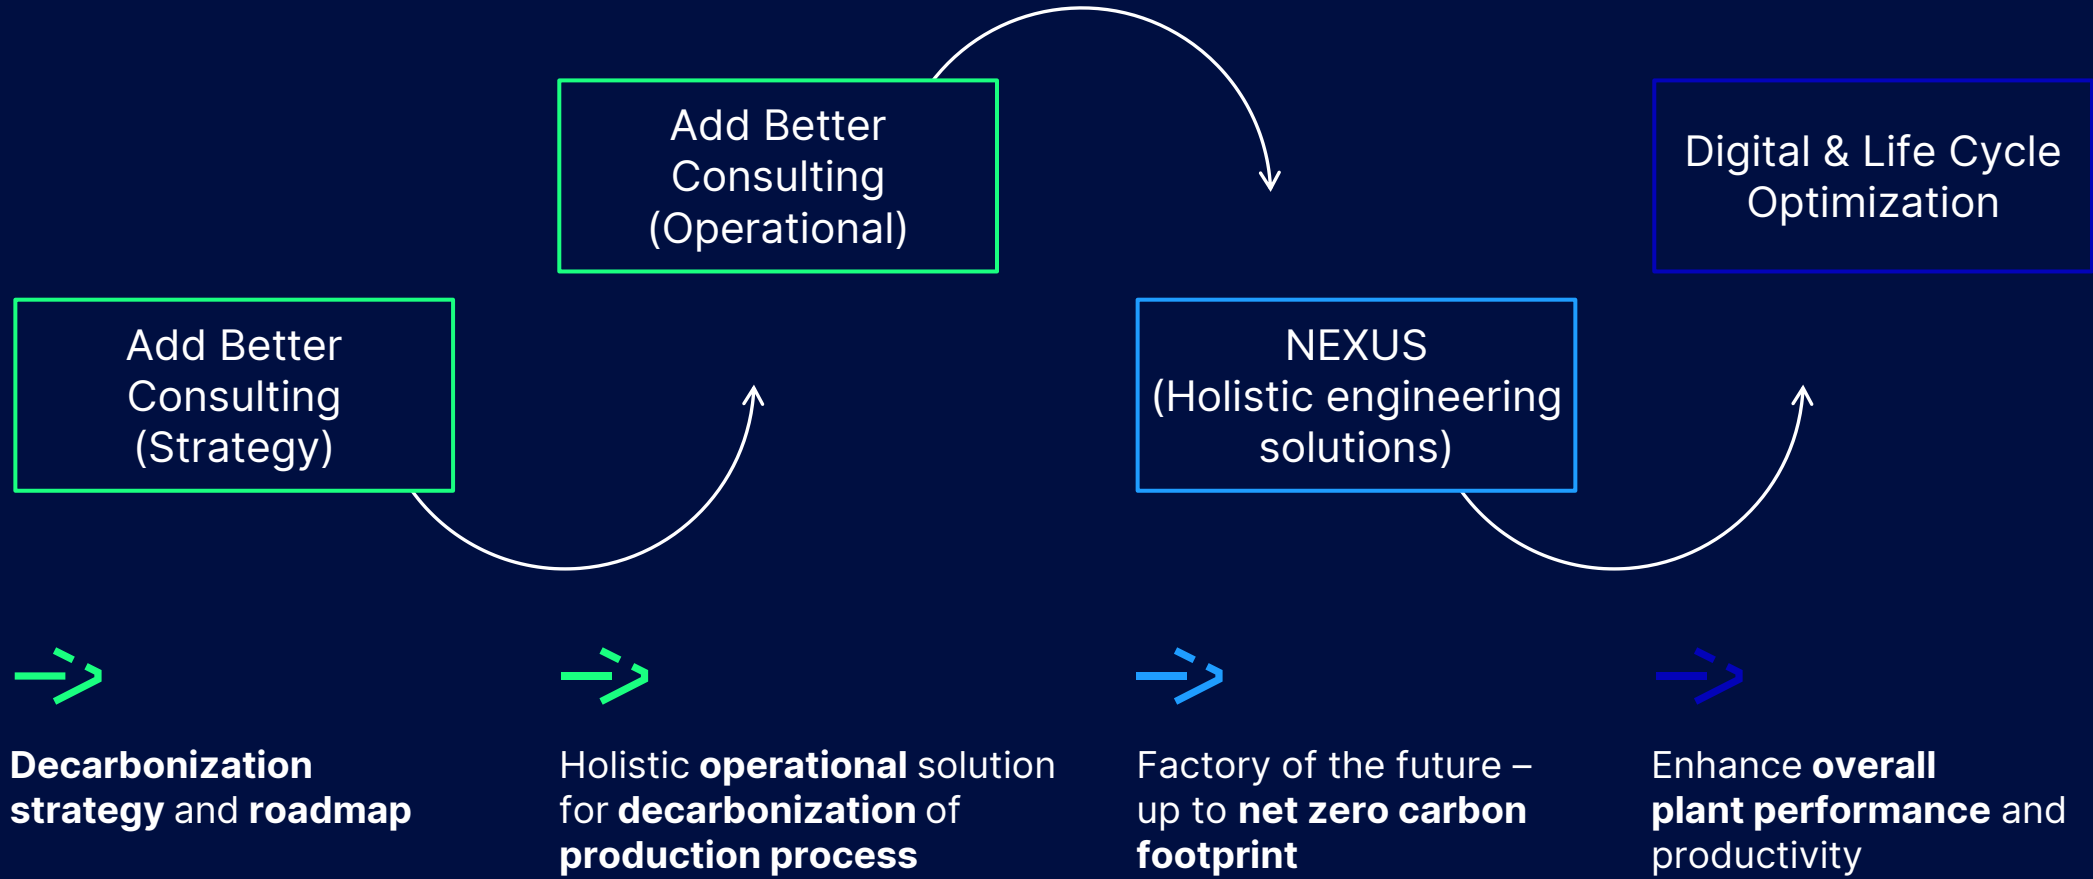 Add Better
Consulting
(Strategy)
Add Better
Consulting
(Operational)
NEXUS
(Holistic engineering
solutions)
Digital & Life Cycle
Optimization
Decarbonization
strategy and roadmap
Holistic operational solution
for decarbonization of
production process
Factory of the future –
up to net zero carbon
footprint
Enhance overall
plant performance and
productivity